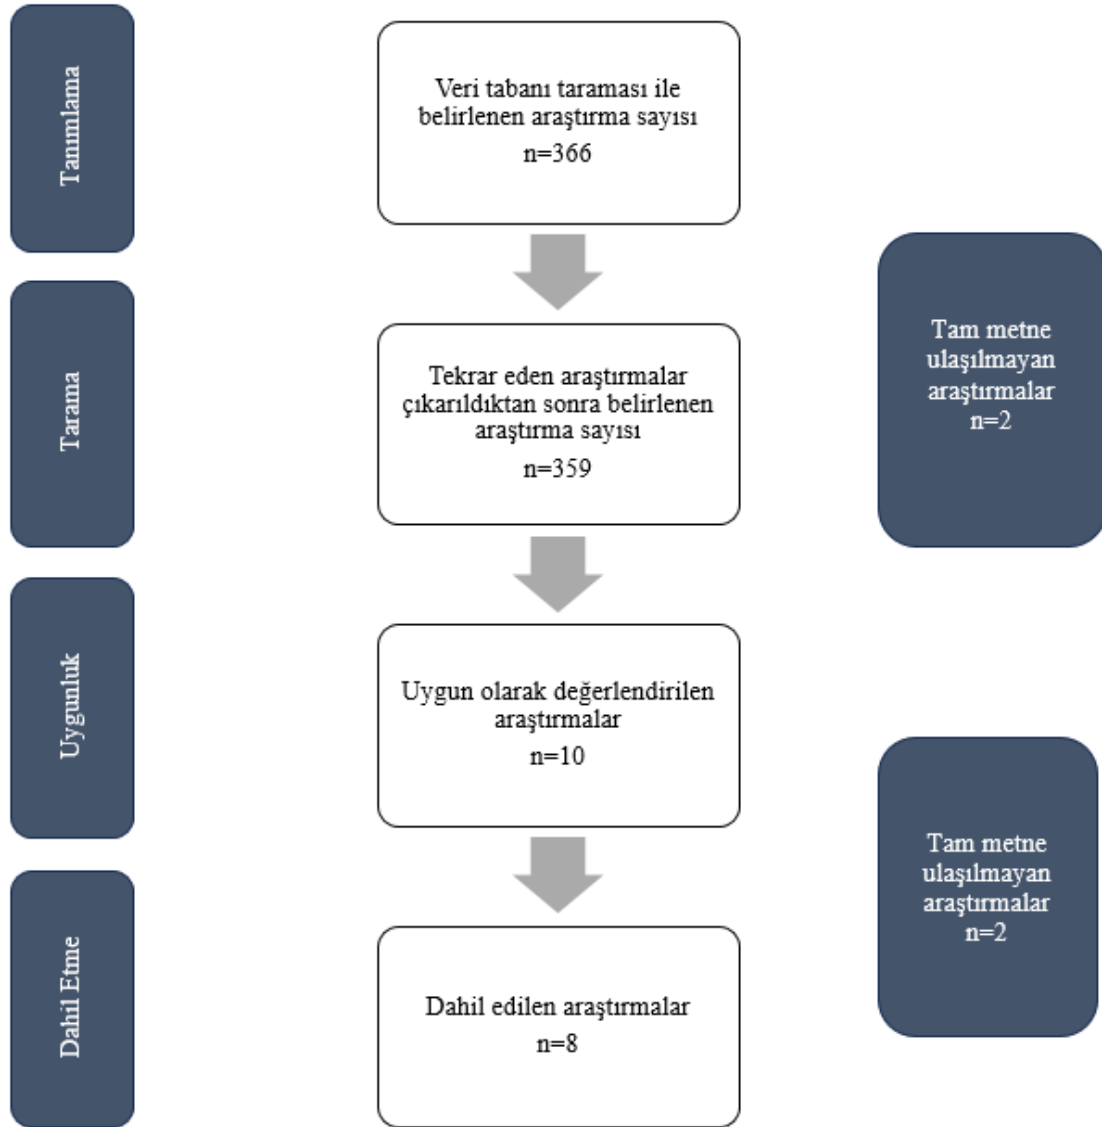 Tanımlama
Veri tabanı taraması ile
belirlenen araştırma sayısı
n=366
Tarama
Tekrar eden araştırmalar
çıkarıldıktan sonra belirlenen
araştırma sayısı
n=359
Tam metne
ulaşılmayan
araştırmalar
n=2
Uygunluk
Uygun olarak değerlendirilen
araştırmalar
n=10
Tam metne
ulaşılmayan
araştırmalar
n=2
Dahil Etme
Dahil edilen araştırmalar
n=8